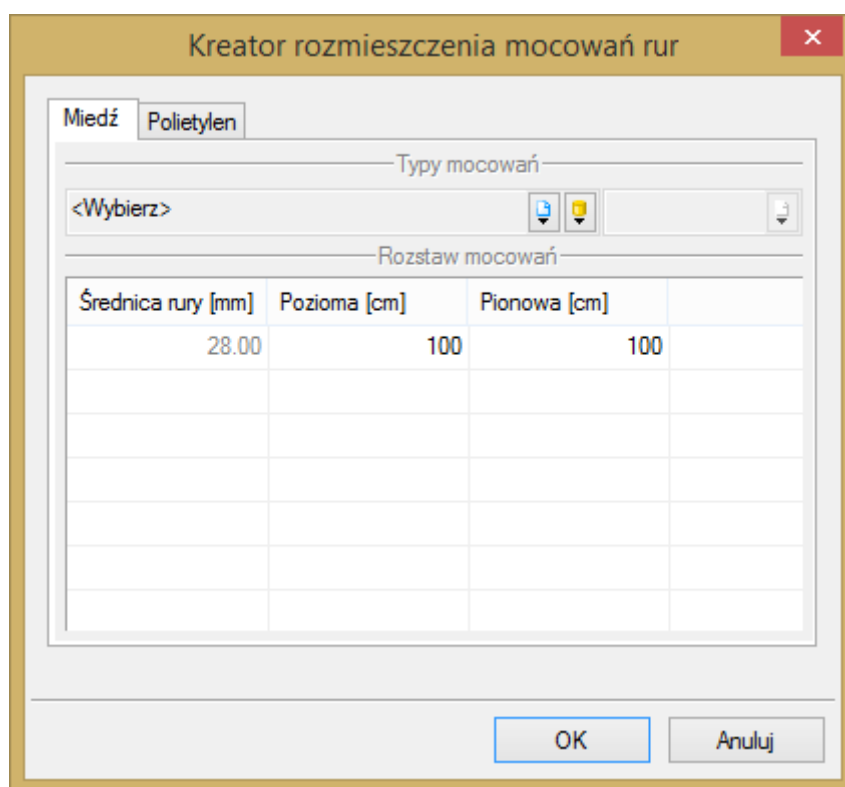 Kreator rozmieszczenia mocowań rur
Miedź Polietylen
Typy mocowań
<Wybierz>
Rozstaw mocowań
Średnica rury [mm] Pozioma [cm] Pionowa [cm]
28.00 100 100
OK Anuluj